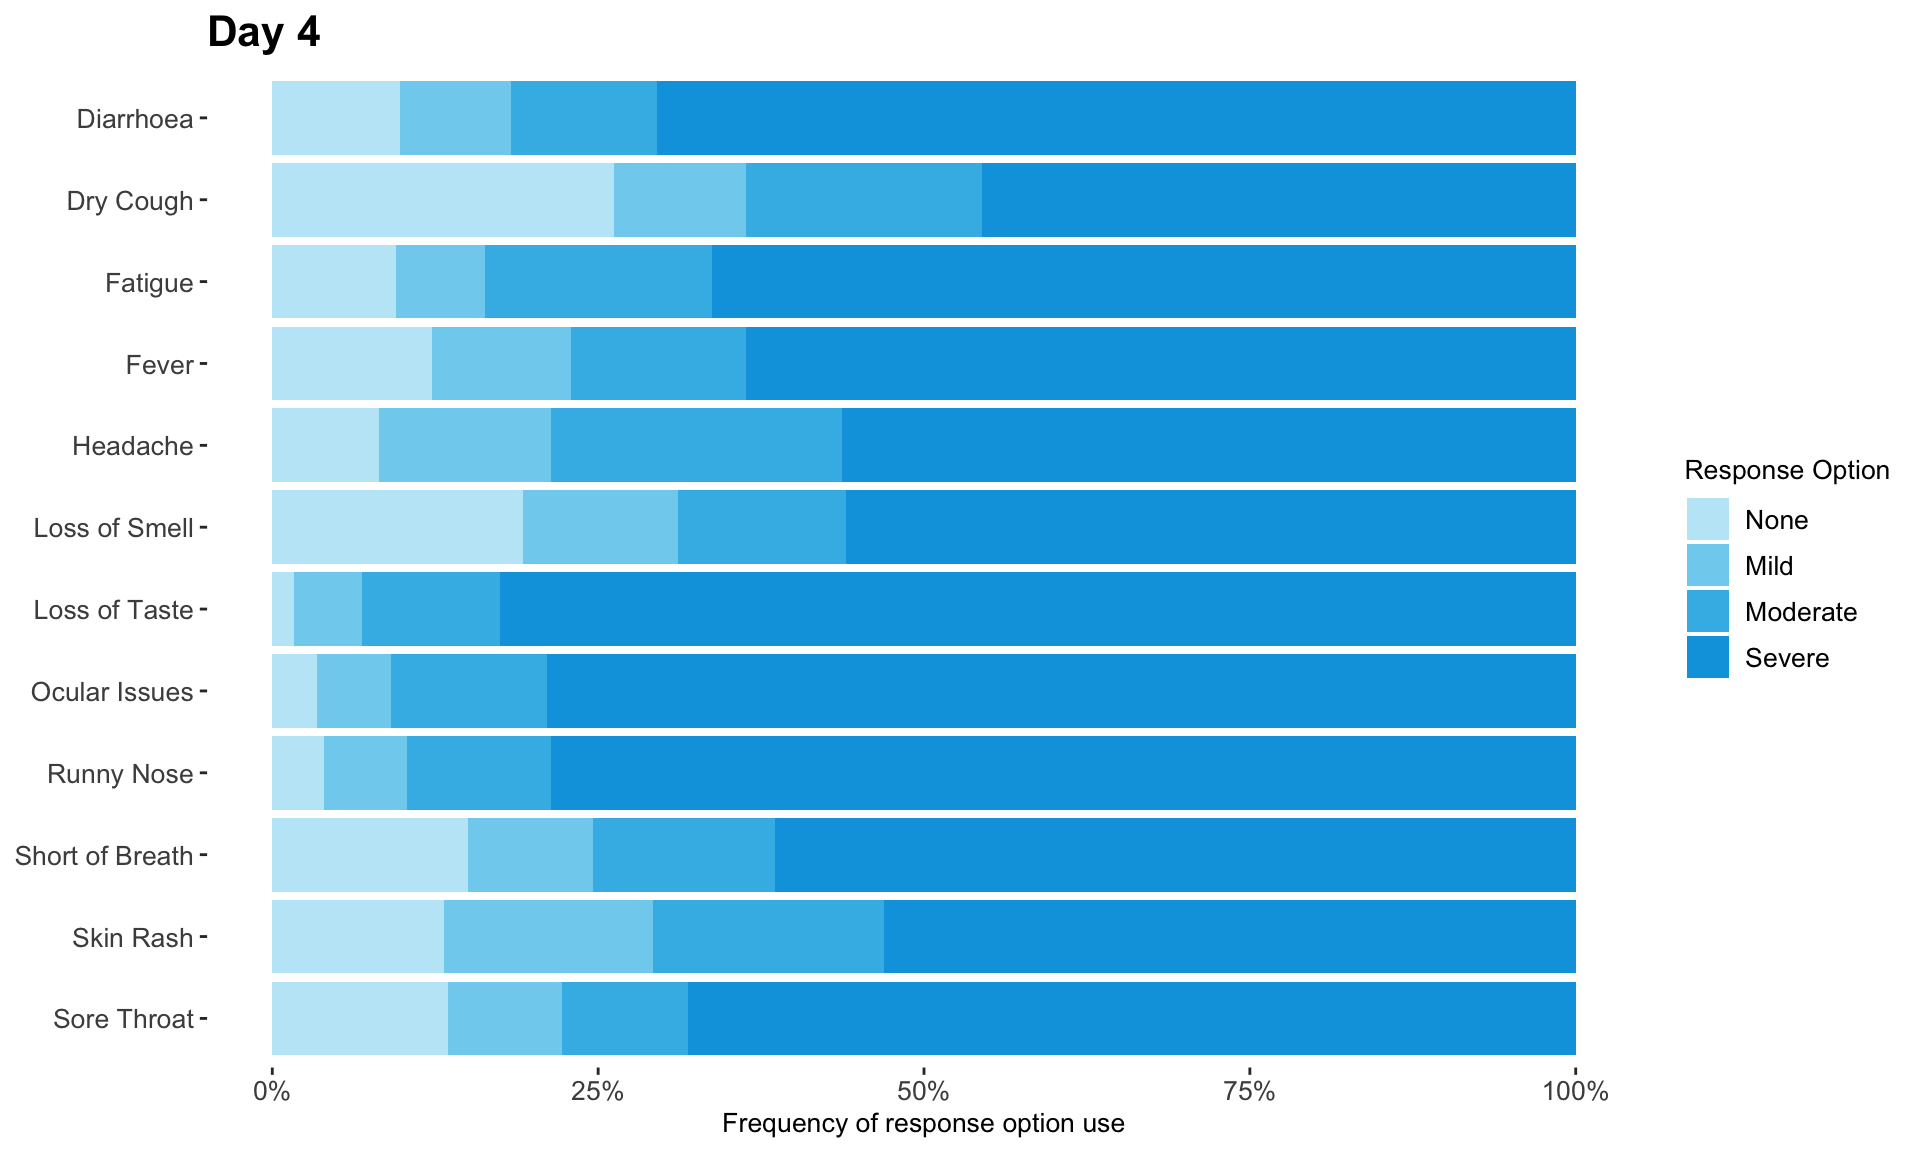 Day 4
Diarrhoea
Dry Cough
Fatigue
Fever
Headache
Loss of Smell
Loss of Taste
Ocular Issues
Runny Nose
Short of Breath
Skin Rash
Sore Throat
0% 25% 50% 75% 100%
Frequency of response option use
Response Option
None
Mild
Moderate
Severe